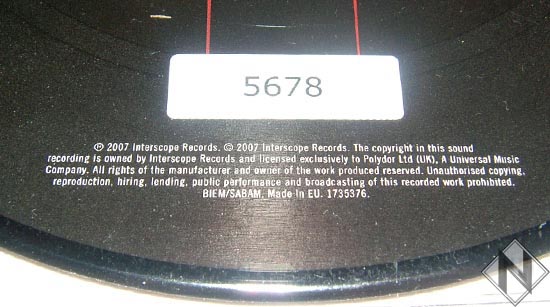 5678
℗ 2007 Interscope Records. © 2007 Interscope Records. The copyright in this sound
recording is owned by Interscope Records and licensed exclusively to Polydor Ltd (UK), A Universal Music
Company. All rights of the manufacturer and owner of the work produced reserved. Unauthorised copying,
reproduction, hiring, lending, public performance and broadcasting of this recorded work prohibited.
BIEM/SABAM. Made in EU. 1735376.
N